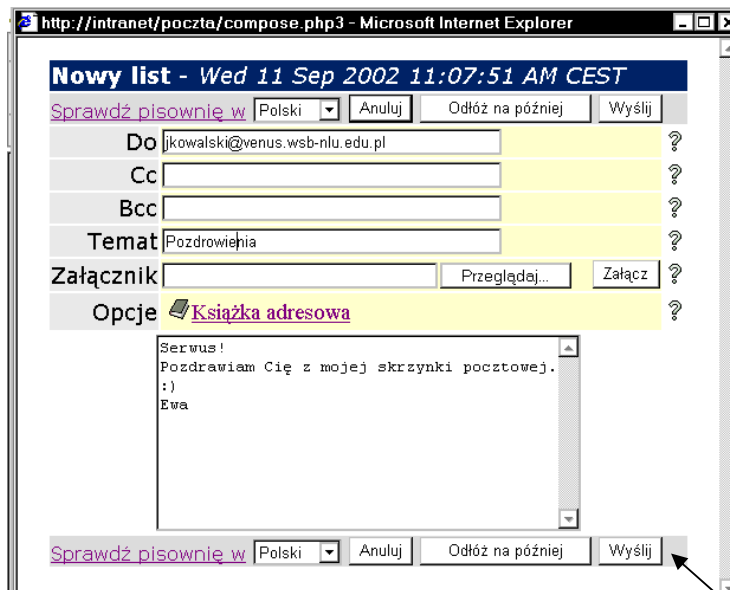 http://intranet/poczta/compose.php3 - Microsoft Internet Explorer
Nowy list - Wed 11 Sep 2002 11:07:51 AM CEST
Sprawdź pisownię w Polski Anuluj Odłóż na później Wyślij
Do jkowalski@venus.wsb-nlu.edu.pl ?
Cc ?
Bcc ?
Temat Pozdrowienia ?
Załącznik Przeglądaj... Załącz ?
Opcje Książka adresowa ?
Serwus!
Pozdrawiam Cię z mojej skrzynki pocztowej.
:)
Ewa
Sprawdź pisownię w Polski Anuluj Odłóż na później Wyślij